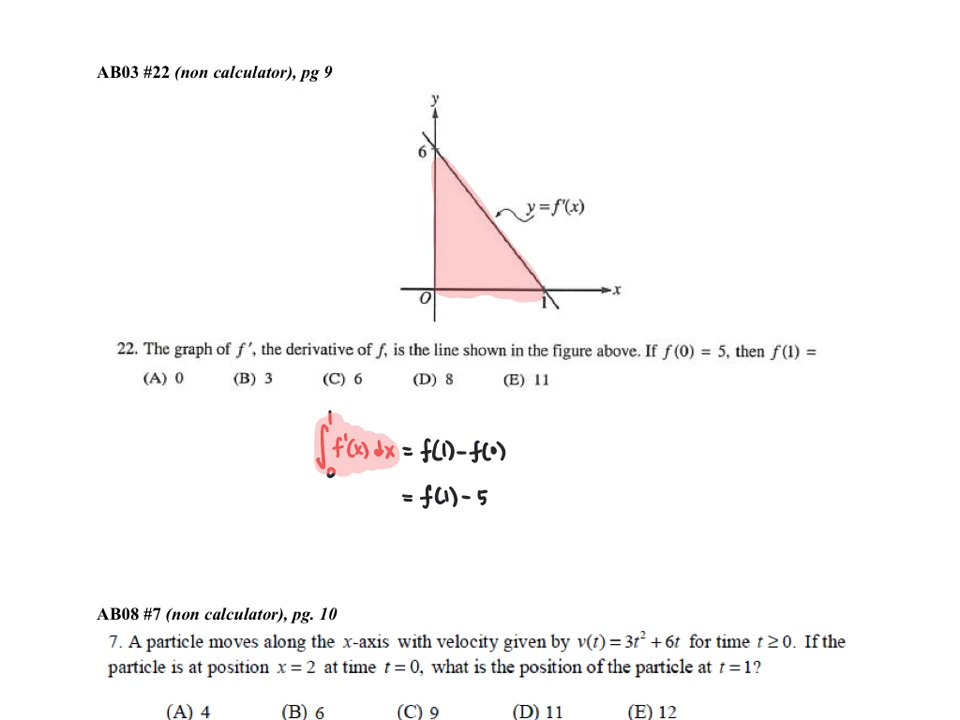 AB03 #22 (non calculator), pg 9
y
6
y = f'(x)
O
1
x
22. The graph of f ′, the derivative of f, is the line shown in the figure above. If f (0) = 5, then f (1) =
(A) 0 (B) 3 (C) 6 (D) 8 (E) 11
∫₀¹ f'(x) dx = f(1) - f(0)
= f(1) - 5
AB08 #7 (non calculator), pg. 10
7. A particle moves along the x-axis with velocity given by v(t) = 3t² + 6t for time t ≥ 0. If the
particle is at position x = 2 at time t = 0, what is the position of the particle at t = 1?
(A) 4 (B) 6 (C) 9 (D) 11 (E) 12